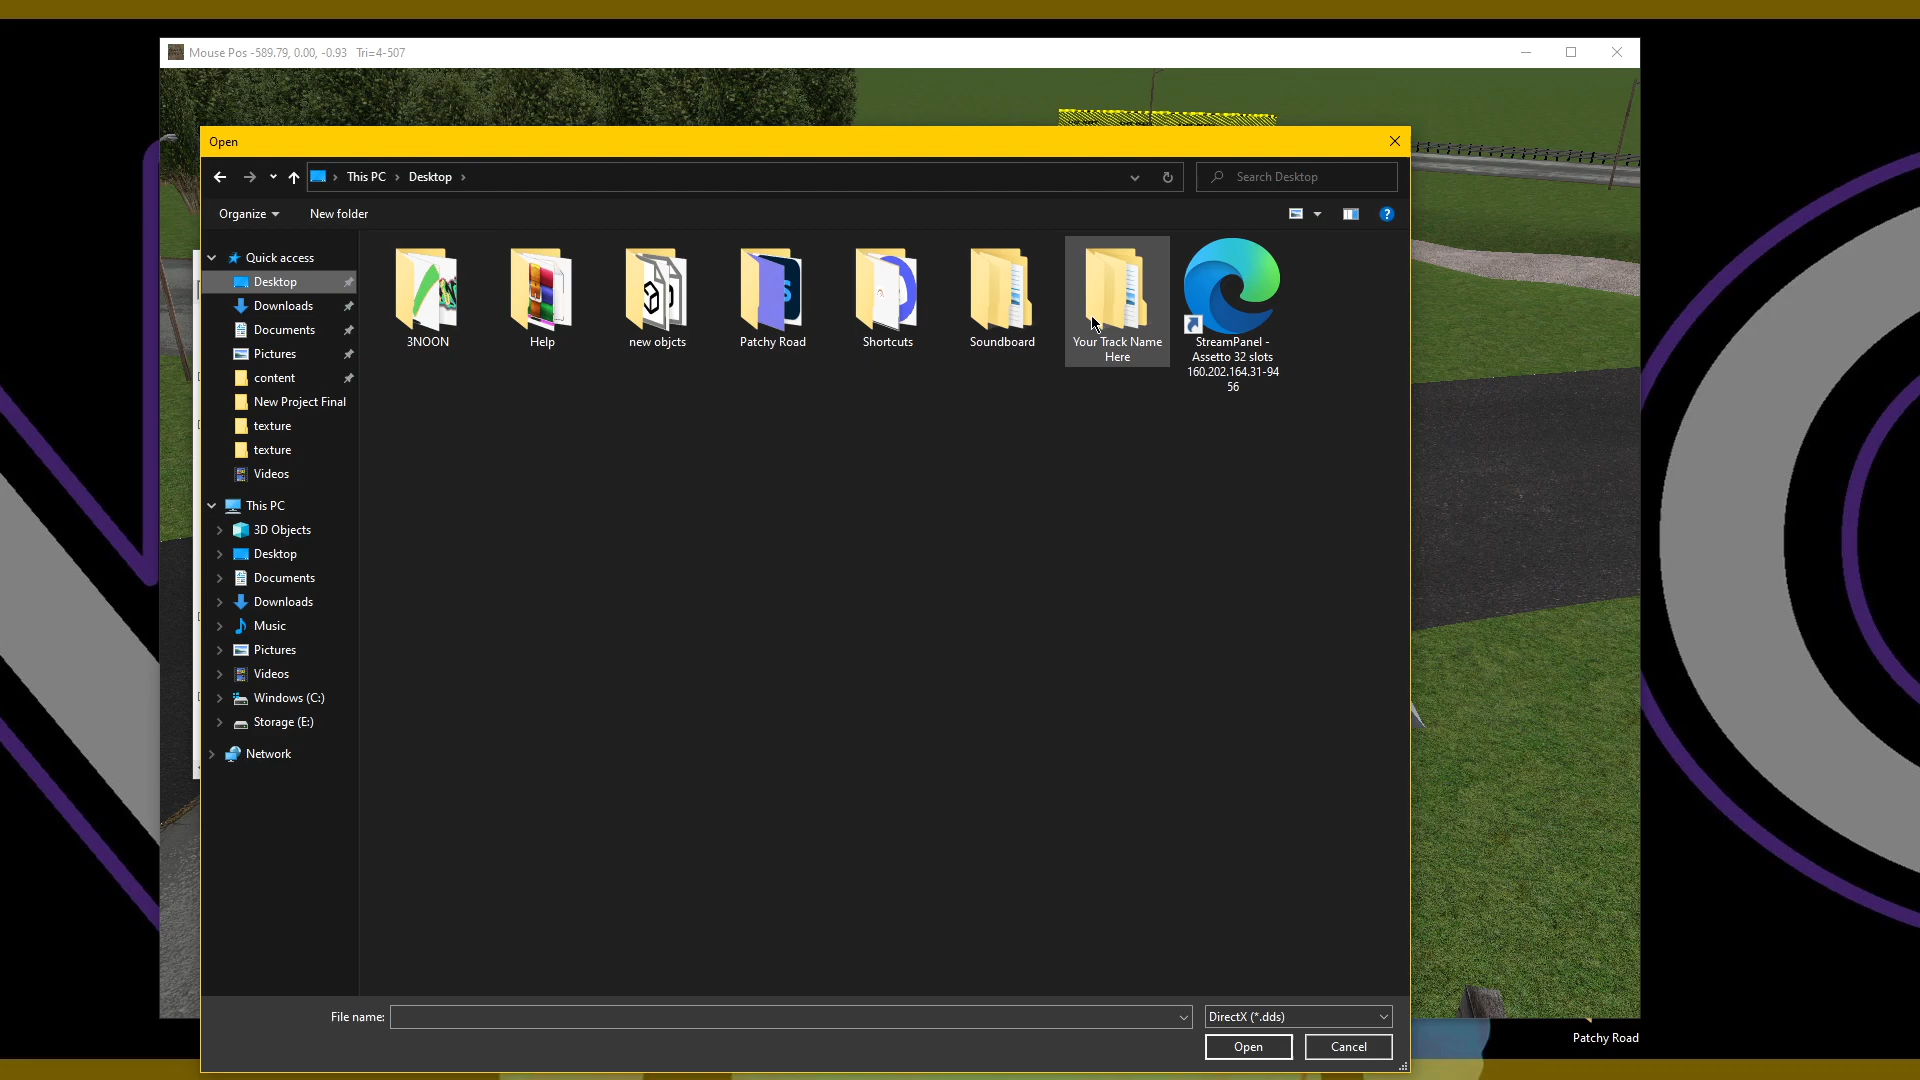 Mouse Pos -589.79, 0.00, -0.93   Tri=4-507
Open
This PC
Desktop
Search Desktop
Organize
New folder
Quick access
Desktop
Downloads
Documents
Pictures
content
New Project Final
texture
texture
Videos
This PC
3D Objects
Desktop
Documents
Downloads
Music
Pictures
Videos
Windows (C:)
Storage (E:)
Network
3NOON
Help
new objcts
Patchy Road
Shortcuts
Soundboard
Your Track Name
Here
StreamPanel -
Assetto 32 slots
160.202.164.31-94
56
File name:
DirectX (*.dds)
Open
Cancel
Patchy Road